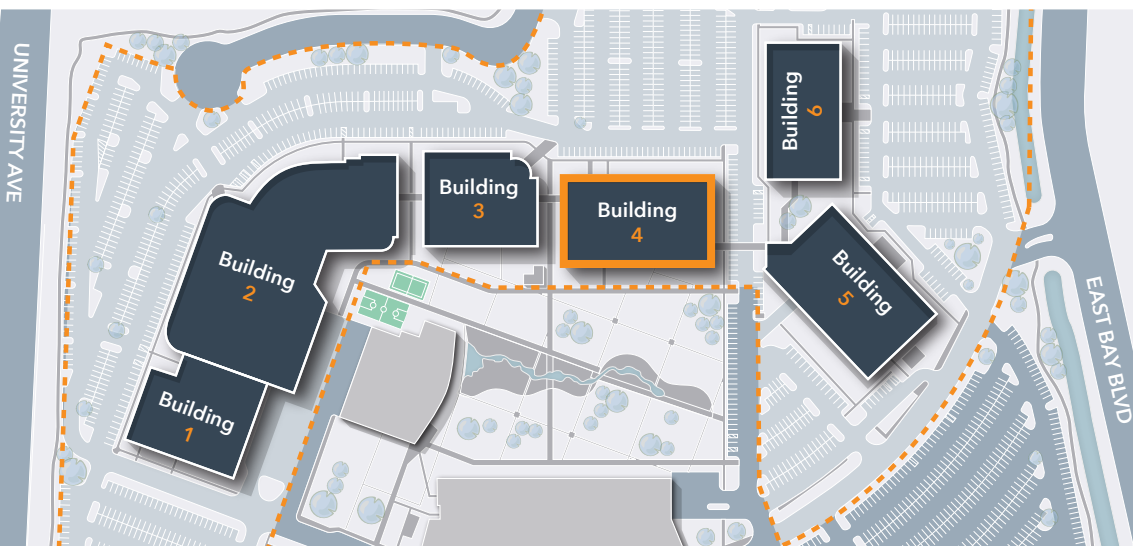 UNIVERSITY AVE
Building
6
Building
3
Building
4
Building
2
Building
5
EAST BAY BLVD
Building
1